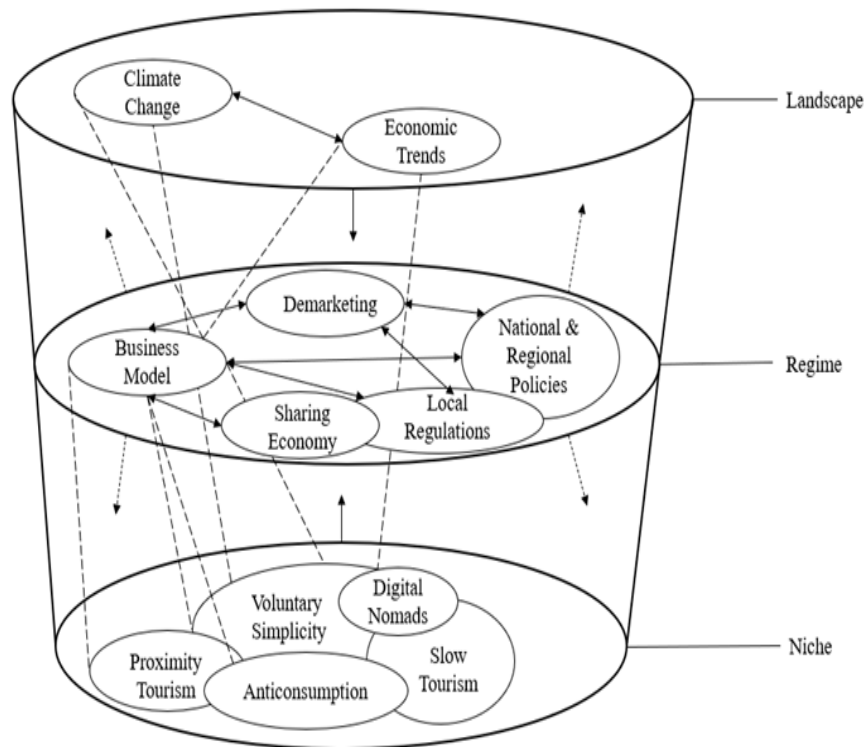 Climate
Change
Economic
Trends
Landscape
Demarketing
National &
Regional
Policies
Business
Model
Regime
Sharing
Economy
Local
Regulations
Digital
Nomads
Voluntary
Simplicity
Slow
Tourism
Niche
Proximity
Tourism
Anticonsumption